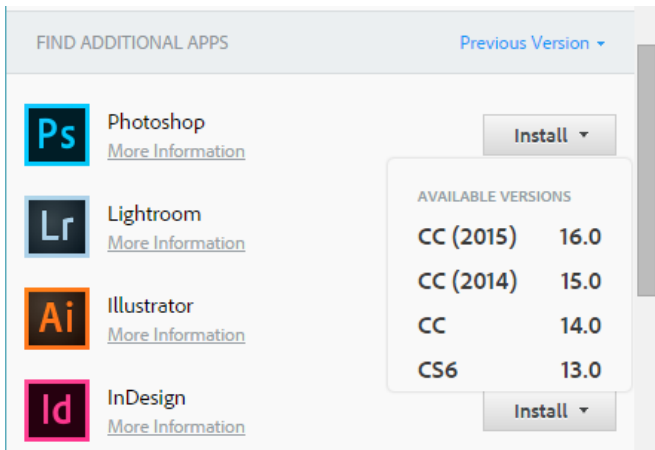 FIND ADDITIONAL APPS Previous Version
Ps Photoshop Install
More Information
AVAILABLE VERSIONS
Lr Lightroom
More Information
CC (2015) 16.0
CC (2014) 15.0
Ai Illustrator
More Information
CC 14.0
CS6 13.0
Id InDesign Install
More Information